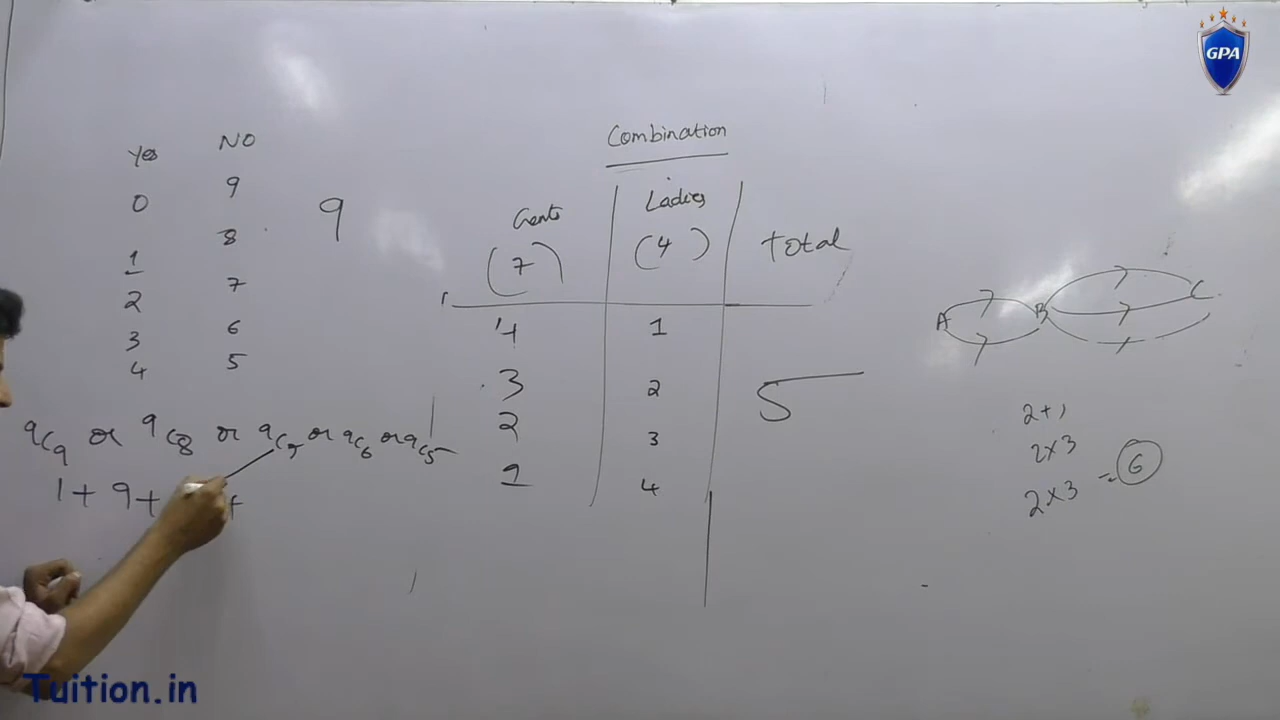 GPA
Yes NO
0 9
1 8
2 7
3 6
4 5
9
9C9 or 9C8 or 9C7 or 9C6 or 9C5
1 + 9 + +
Combination
Gents Ladies
(7) (4) total
4 1
3 2
2 3
1 4
5
A B C
2+1
2×3
2×3 = 6
Tuition.in